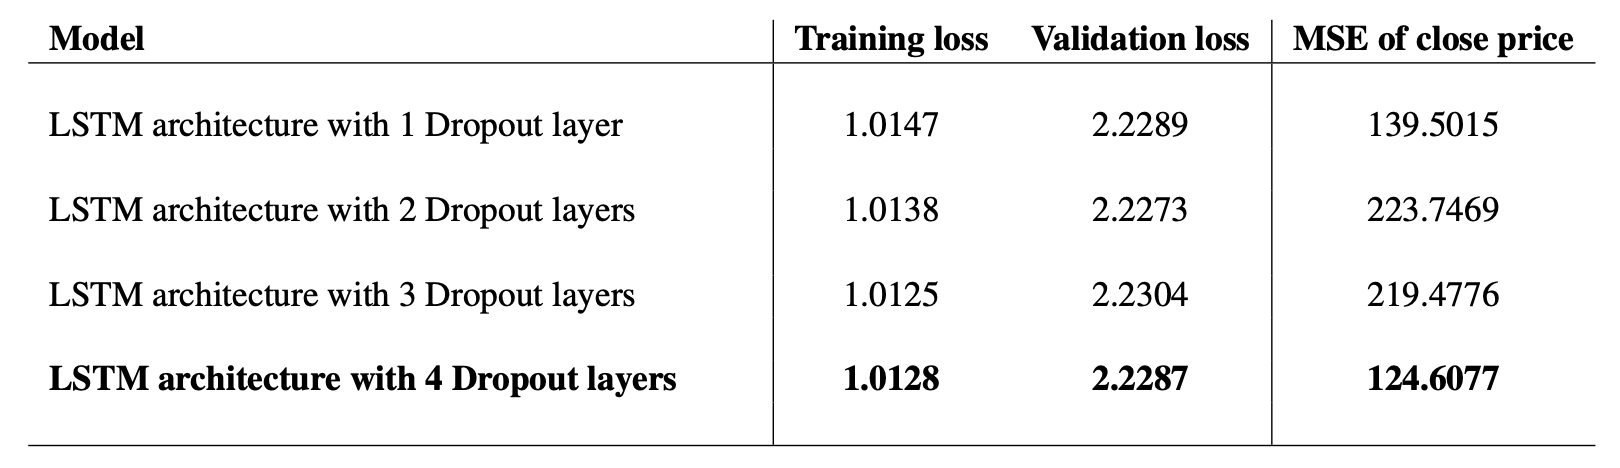 Model Training loss Validation loss MSE of close price
LSTM architecture with 1 Dropout layer 1.0147 2.2289 139.5015
LSTM architecture with 2 Dropout layers 1.0138 2.2273 223.7469
LSTM architecture with 3 Dropout layers 1.0125 2.2304 219.4776
LSTM architecture with 4 Dropout layers 1.0128 2.2287 124.6077